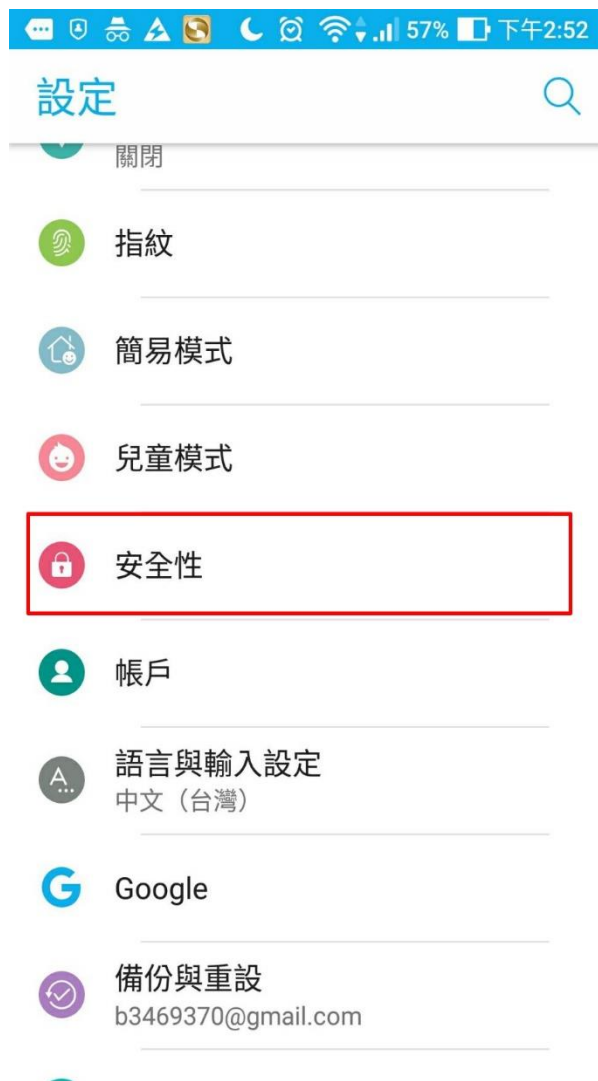 57% 下午2:52
設定
關閉
指紋
簡易模式
兒童模式
安全性
帳戶
語言與輸入設定
中文（台灣）
Google
備份與重設
b3469370@gmail.com